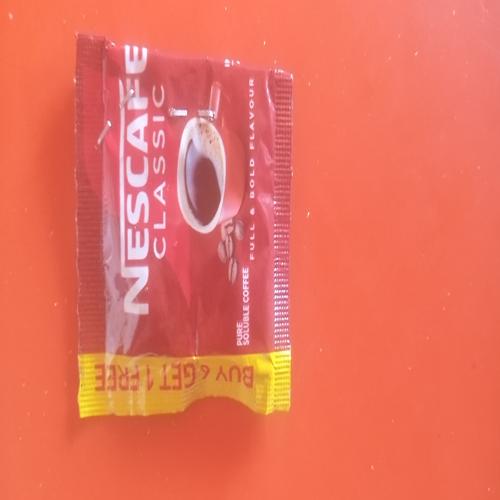 NESCAFE
CLASSIC
PURE
SOLUBLE COFFEE
FULL & BOLD FLAVOUR
BUY 6 GET 1 FREE